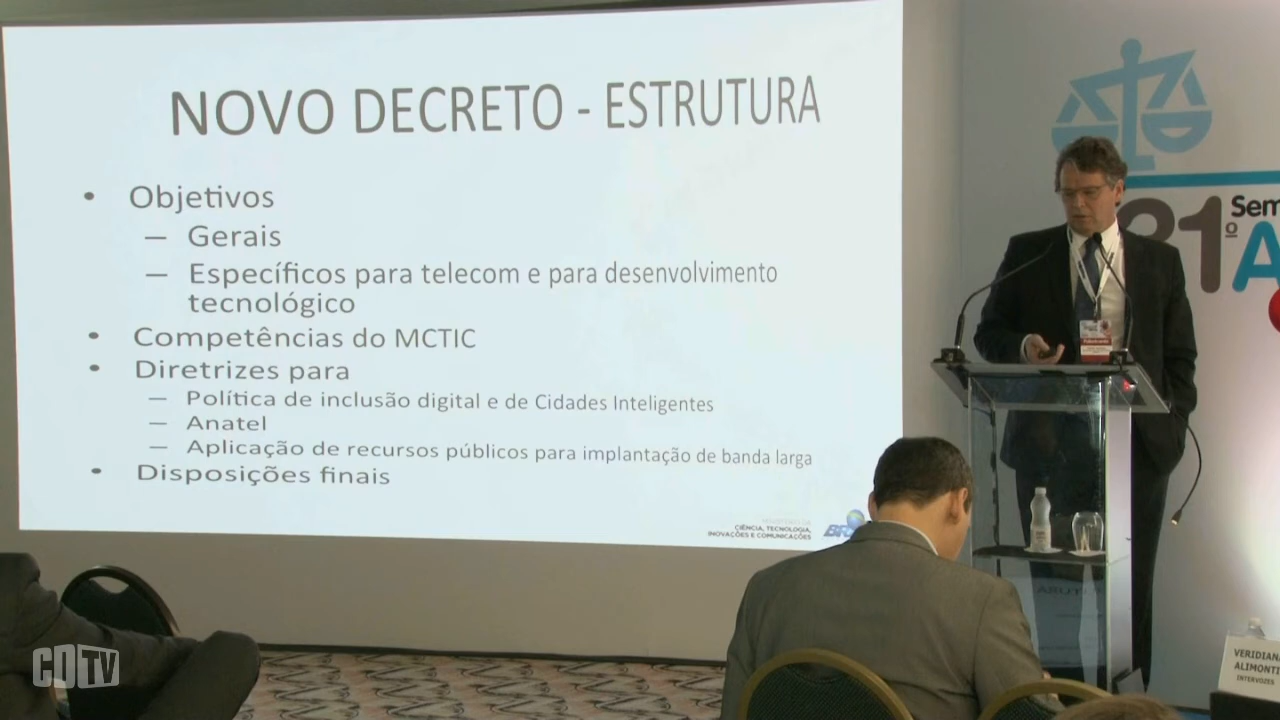 NOVO DECRETO - ESTRUTURA
• Objetivos
— Gerais
— Específicos para telecom e para desenvolvimento
tecnológico
• Competências do MCTIC
• Diretrizes para
— Política de inclusão digital e de Cidades Inteligentes
— Anatel
— Aplicação de recursos públicos para implantação de banda larga
• Disposições finais
MINISTÉRIO DA
CIÊNCIA, TECNOLOGIA,
INOVAÇÕES E COMUNICAÇÕES
Sem
VERIDIANA
ALIMONTI
INTERVOZES
CDTV